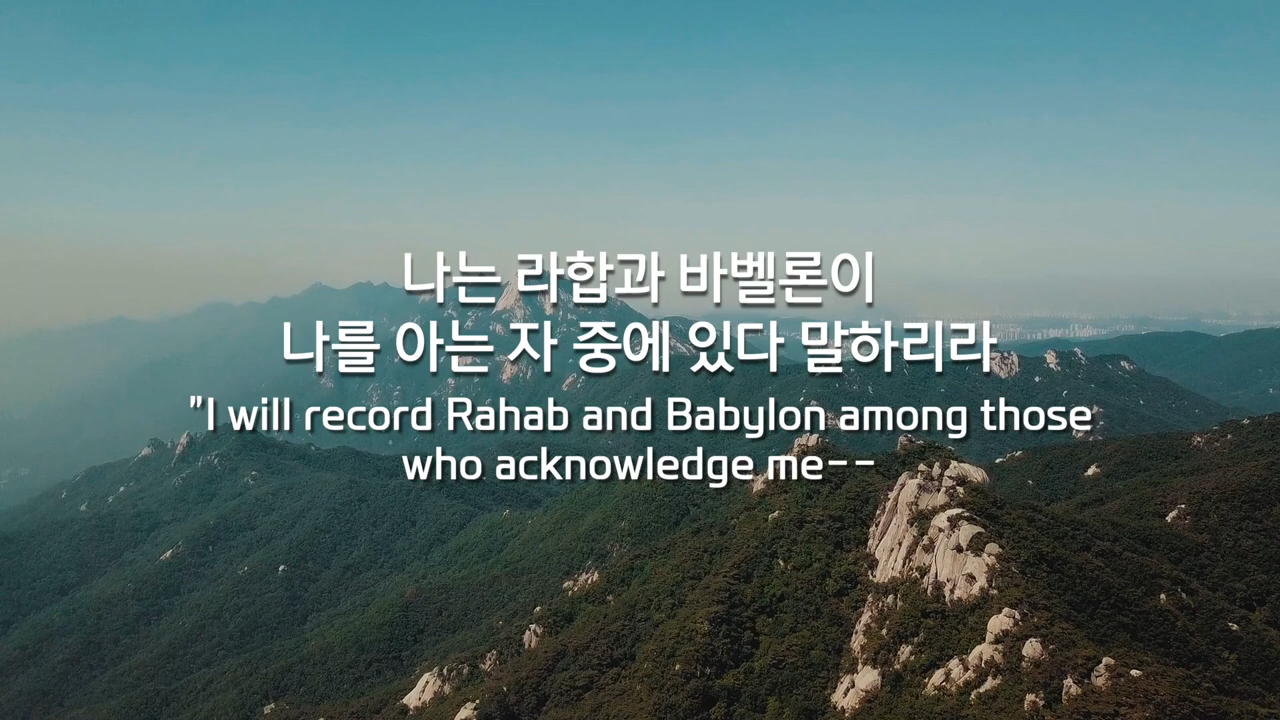 나는 라합과 바벨론이
나를 아는 자 중에 있다 말하리라
"I will record Rahab and Babylon among those
who acknowledge me--